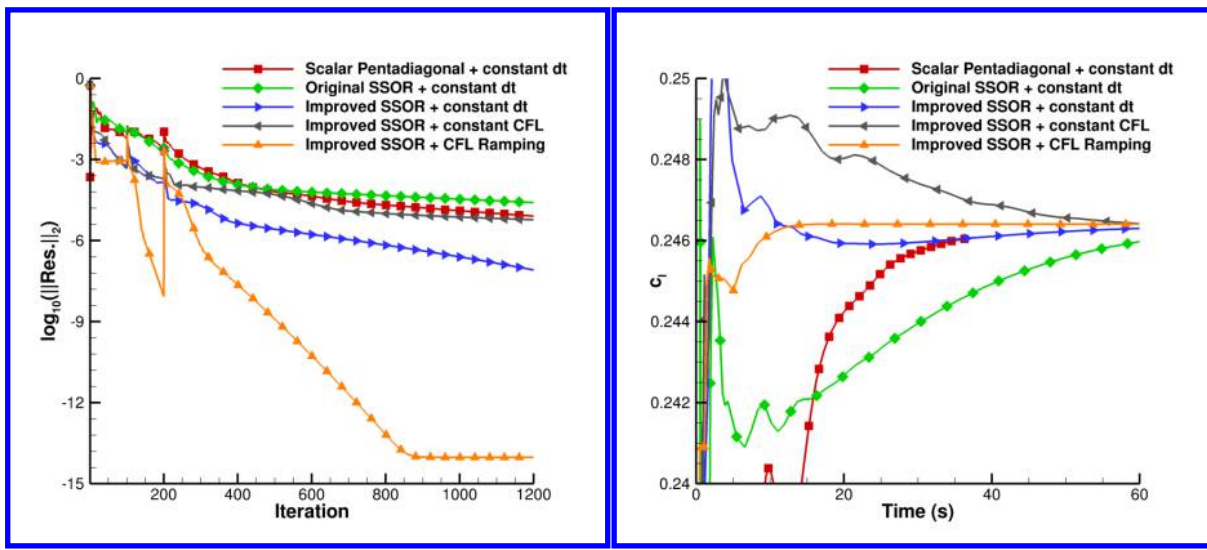 Scalar Pentadiagonal + constant dt
Original SSOR + constant dt
Improved SSOR + constant dt
Improved SSOR + constant CFL
Improved SSOR + CFL Ramping
0
-3
-6
-9
-12
-15
log10(||Res.||2)
0 200 400 600 800 1000 1200
Iteration
Scalar Pentadiagonal + constant dt
Original SSOR + constant dt
Improved SSOR + constant dt
Improved SSOR + constant CFL
Improved SSOR + CFL Ramping
0.25
0.248
0.246
0.244
0.242
0.24
cl
0 20 40 60
Time (s)